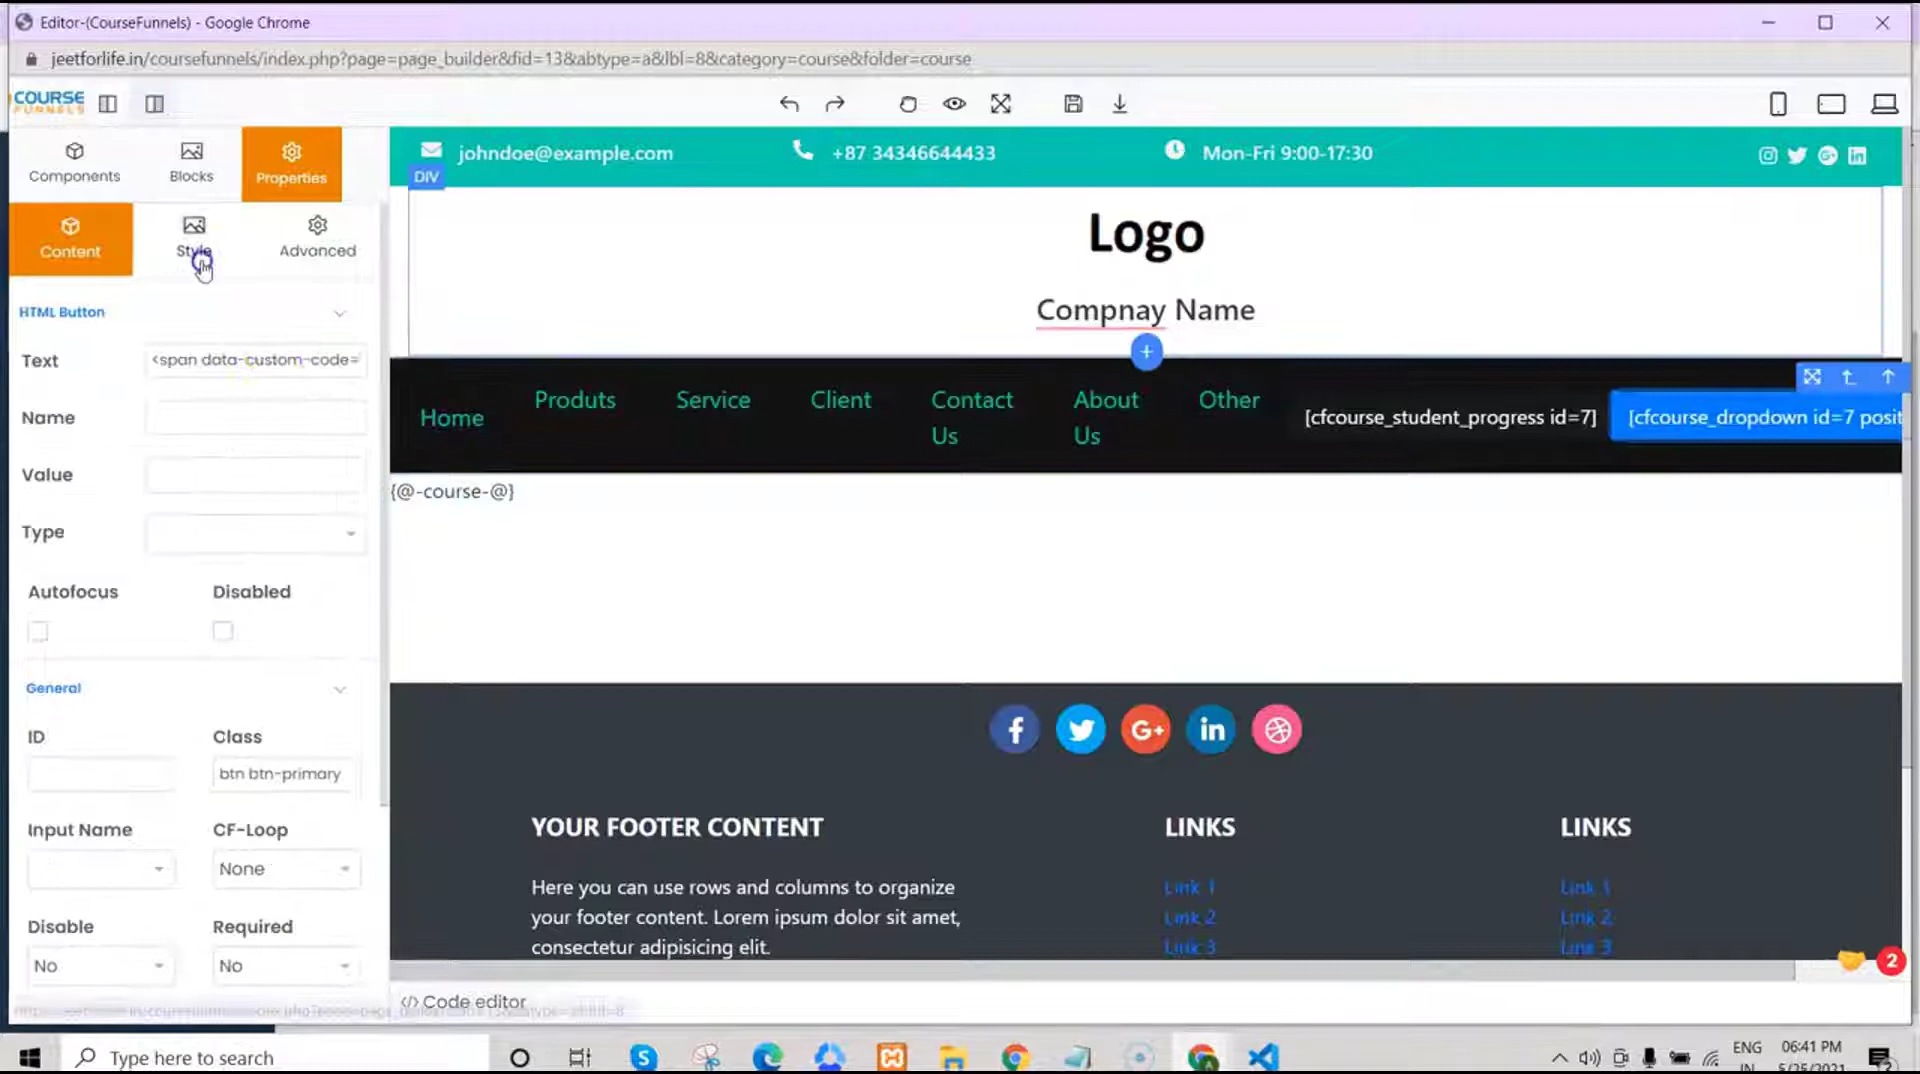 Editor-(CourseFunnels) - Google Chrome
jeetforlife.in/coursefunnels/index.php?page=page_builder&fid=13&abtype=a&lbl=8&category=course&folder=course
COURSE
FUNNELS
Components
Blocks
Properties
Content
Style
Advanced
HTML Button
Text
<span data-custom-code=
Name
Value
Type
Autofocus
Disabled
General
ID
Class
btn btn-primary
Input Name
CF-Loop
None
Disable
Required
No
No
johndoe@example.com
+87 34346644433
Mon-Fri 9:00-17:30
DIV
Logo
Compnay Name
Home
Produts
Service
Client
Contact
Us
About
Us
Other
[cfcourse_student_progress id=7]
[cfcourse_dropdown id=7 posit
{@-course-@}
YOUR FOOTER CONTENT
LINKS
LINKS
Here you can use rows and columns to organize
your footer content. Lorem ipsum dolor sit amet,
consectetur adipisicing elit.
Link 1
Link 2
Link 3
Link 1
Link 2
Link 3
2
</> Code editor
Type here to search
ENG
IN
06:41 PM
5/25/2021
2